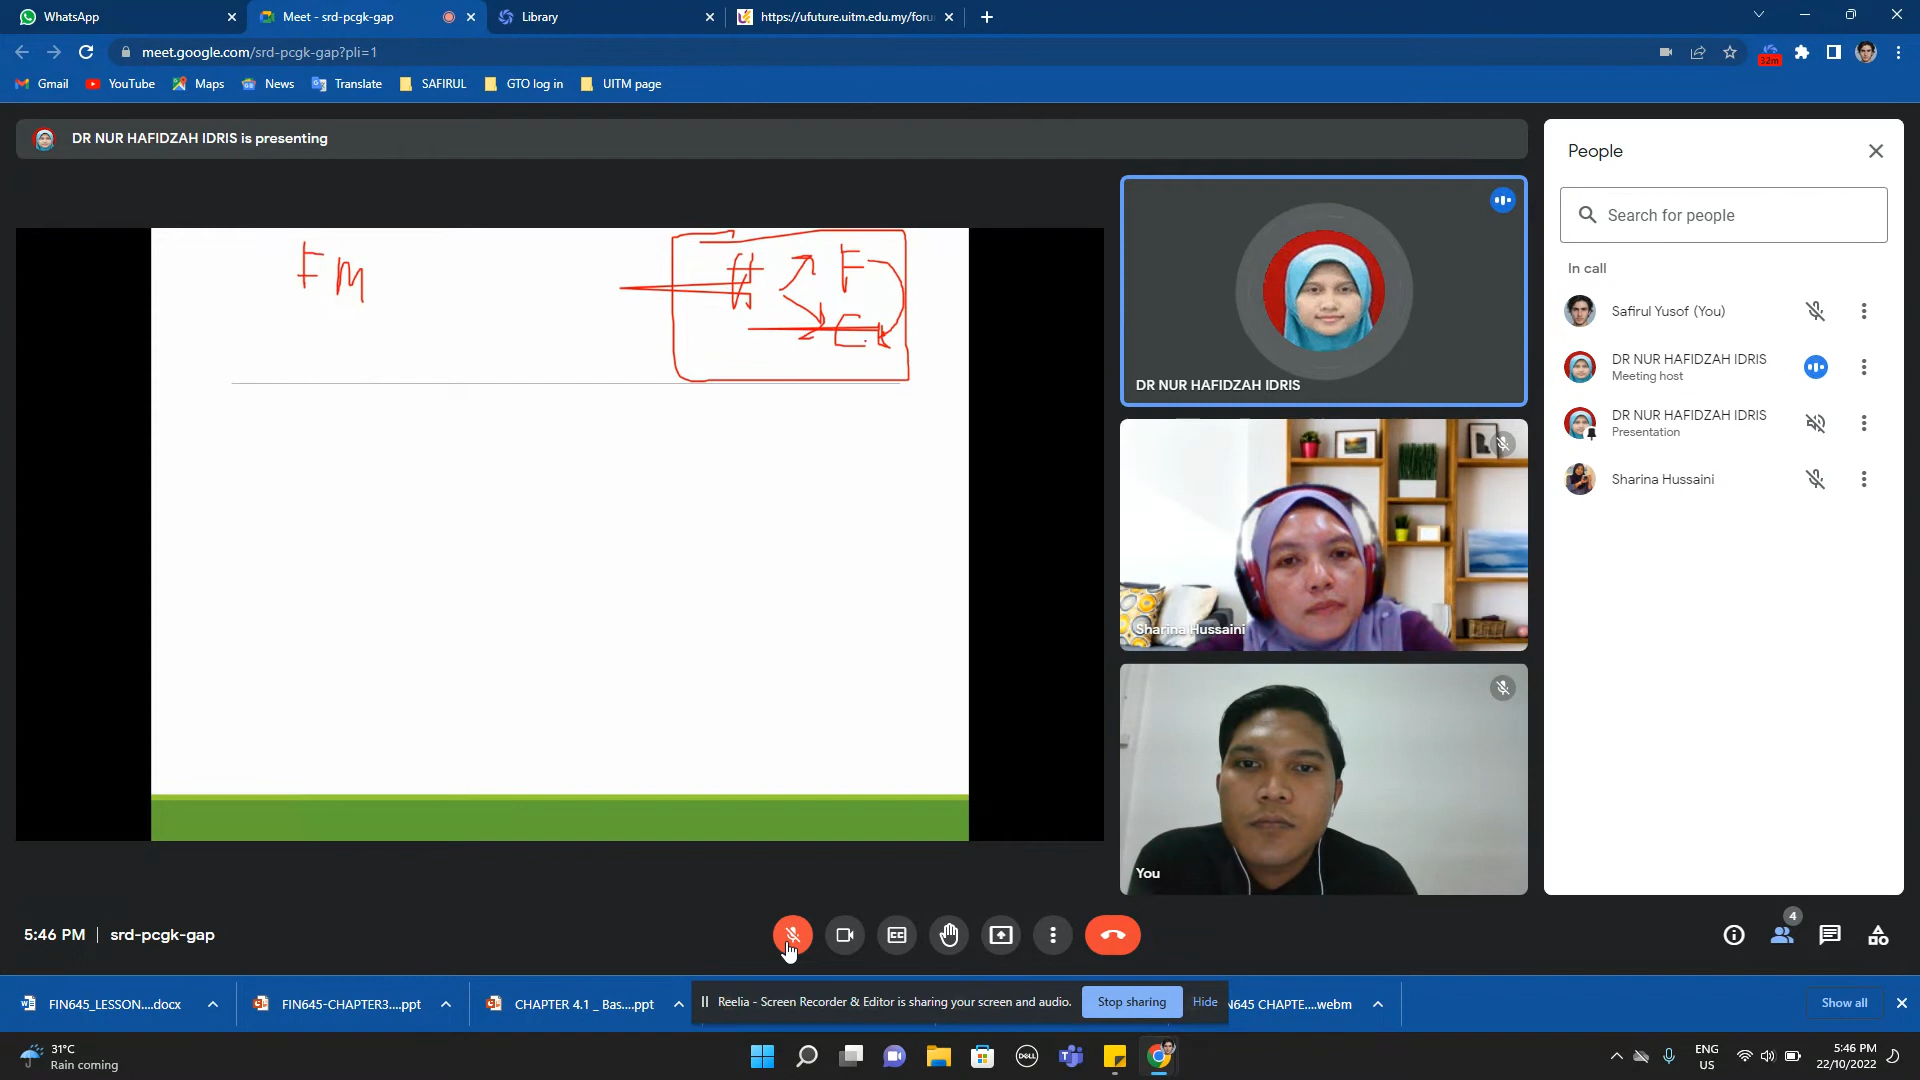 WhatsApp
Meet - srd-pcgk-gap
Library
https://ufuture.uitm.edu.my/foru
meet.google.com/srd-pcgk-gap?pli=1
32m
Gmail
YouTube
Maps
News
Translate
SAFIRUL
GTO log in
UITM page
DR NUR HAFIDZAH IDRIS is presenting
Fm
F
DR NUR HAFIDZAH IDRIS
Sharina Hussaini
You
People
Search for people
In call
Safirul Yusof (You)
DR NUR HAFIDZAH IDRIS
Meeting host
DR NUR HAFIDZAH IDRIS
Presentation
Sharina Hussaini
5:46 PM | srd-pcgk-gap
CC
4
FIN645_LESSON....docx
FIN645-CHAPTER3....ppt
CHAPTER 4.1 _ Bas....ppt
Reelia - Screen Recorder & Editor is sharing your screen and audio.
Stop sharing
Hide
N645 CHAPTE....webm
Show all
31°C
Rain coming
DELL
ENG
US
5:46 PM
22/10/2022